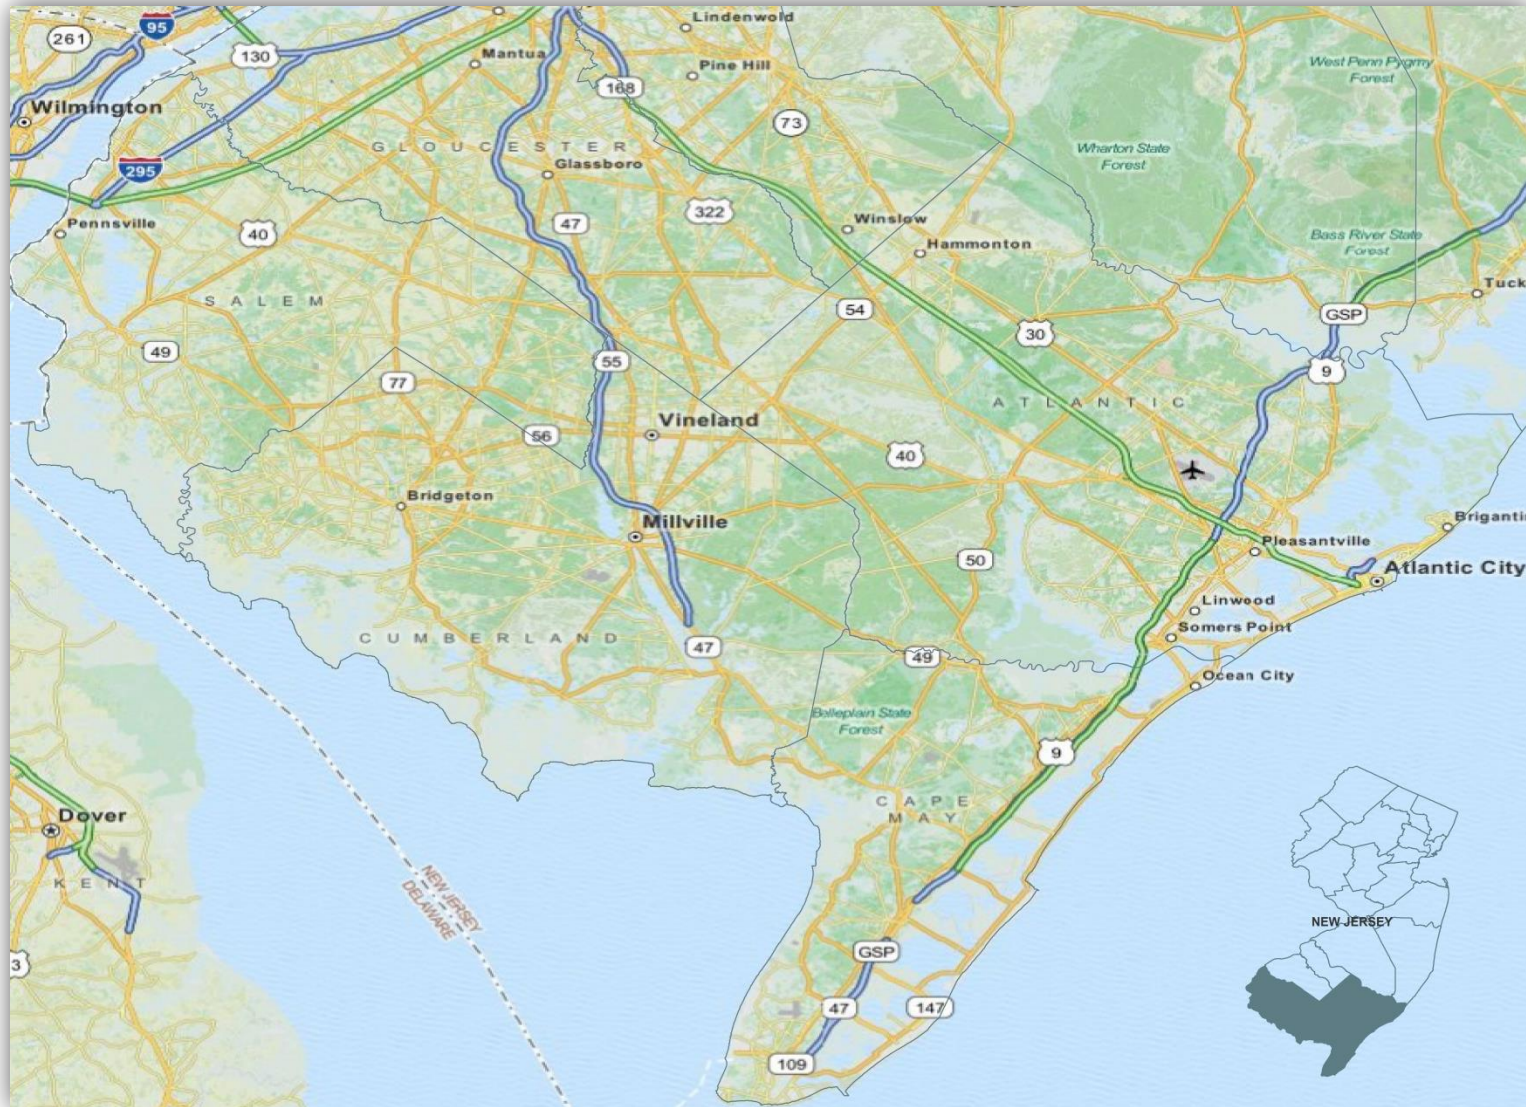 95
261
Lindenwold
130
Mantua
Pine Hill
West Penn Pygmy
Forest
168
Wilmington
73
GLOUCESTER
Wharton State
Forest
Glassboro
295
322
Pennsville
47
Winslow
40
Bass River State
Forest
Hammonton
Tuck
SALEM
54
GSP
30
49
55
9
77
ATLANTIC
Vineland
56
40
Bridgeton
Millville
Briganti
Pleasantville
50
Atlantic City
Linwood
Somers Point
CUMBERLAND
47
49
Ocean City
Belleplain State
Forest
9
CAPE
MAY
Dover
KENT
NEW JERSEY
DELAWARE
NEW JERSEY
3
GSP
47
147
109